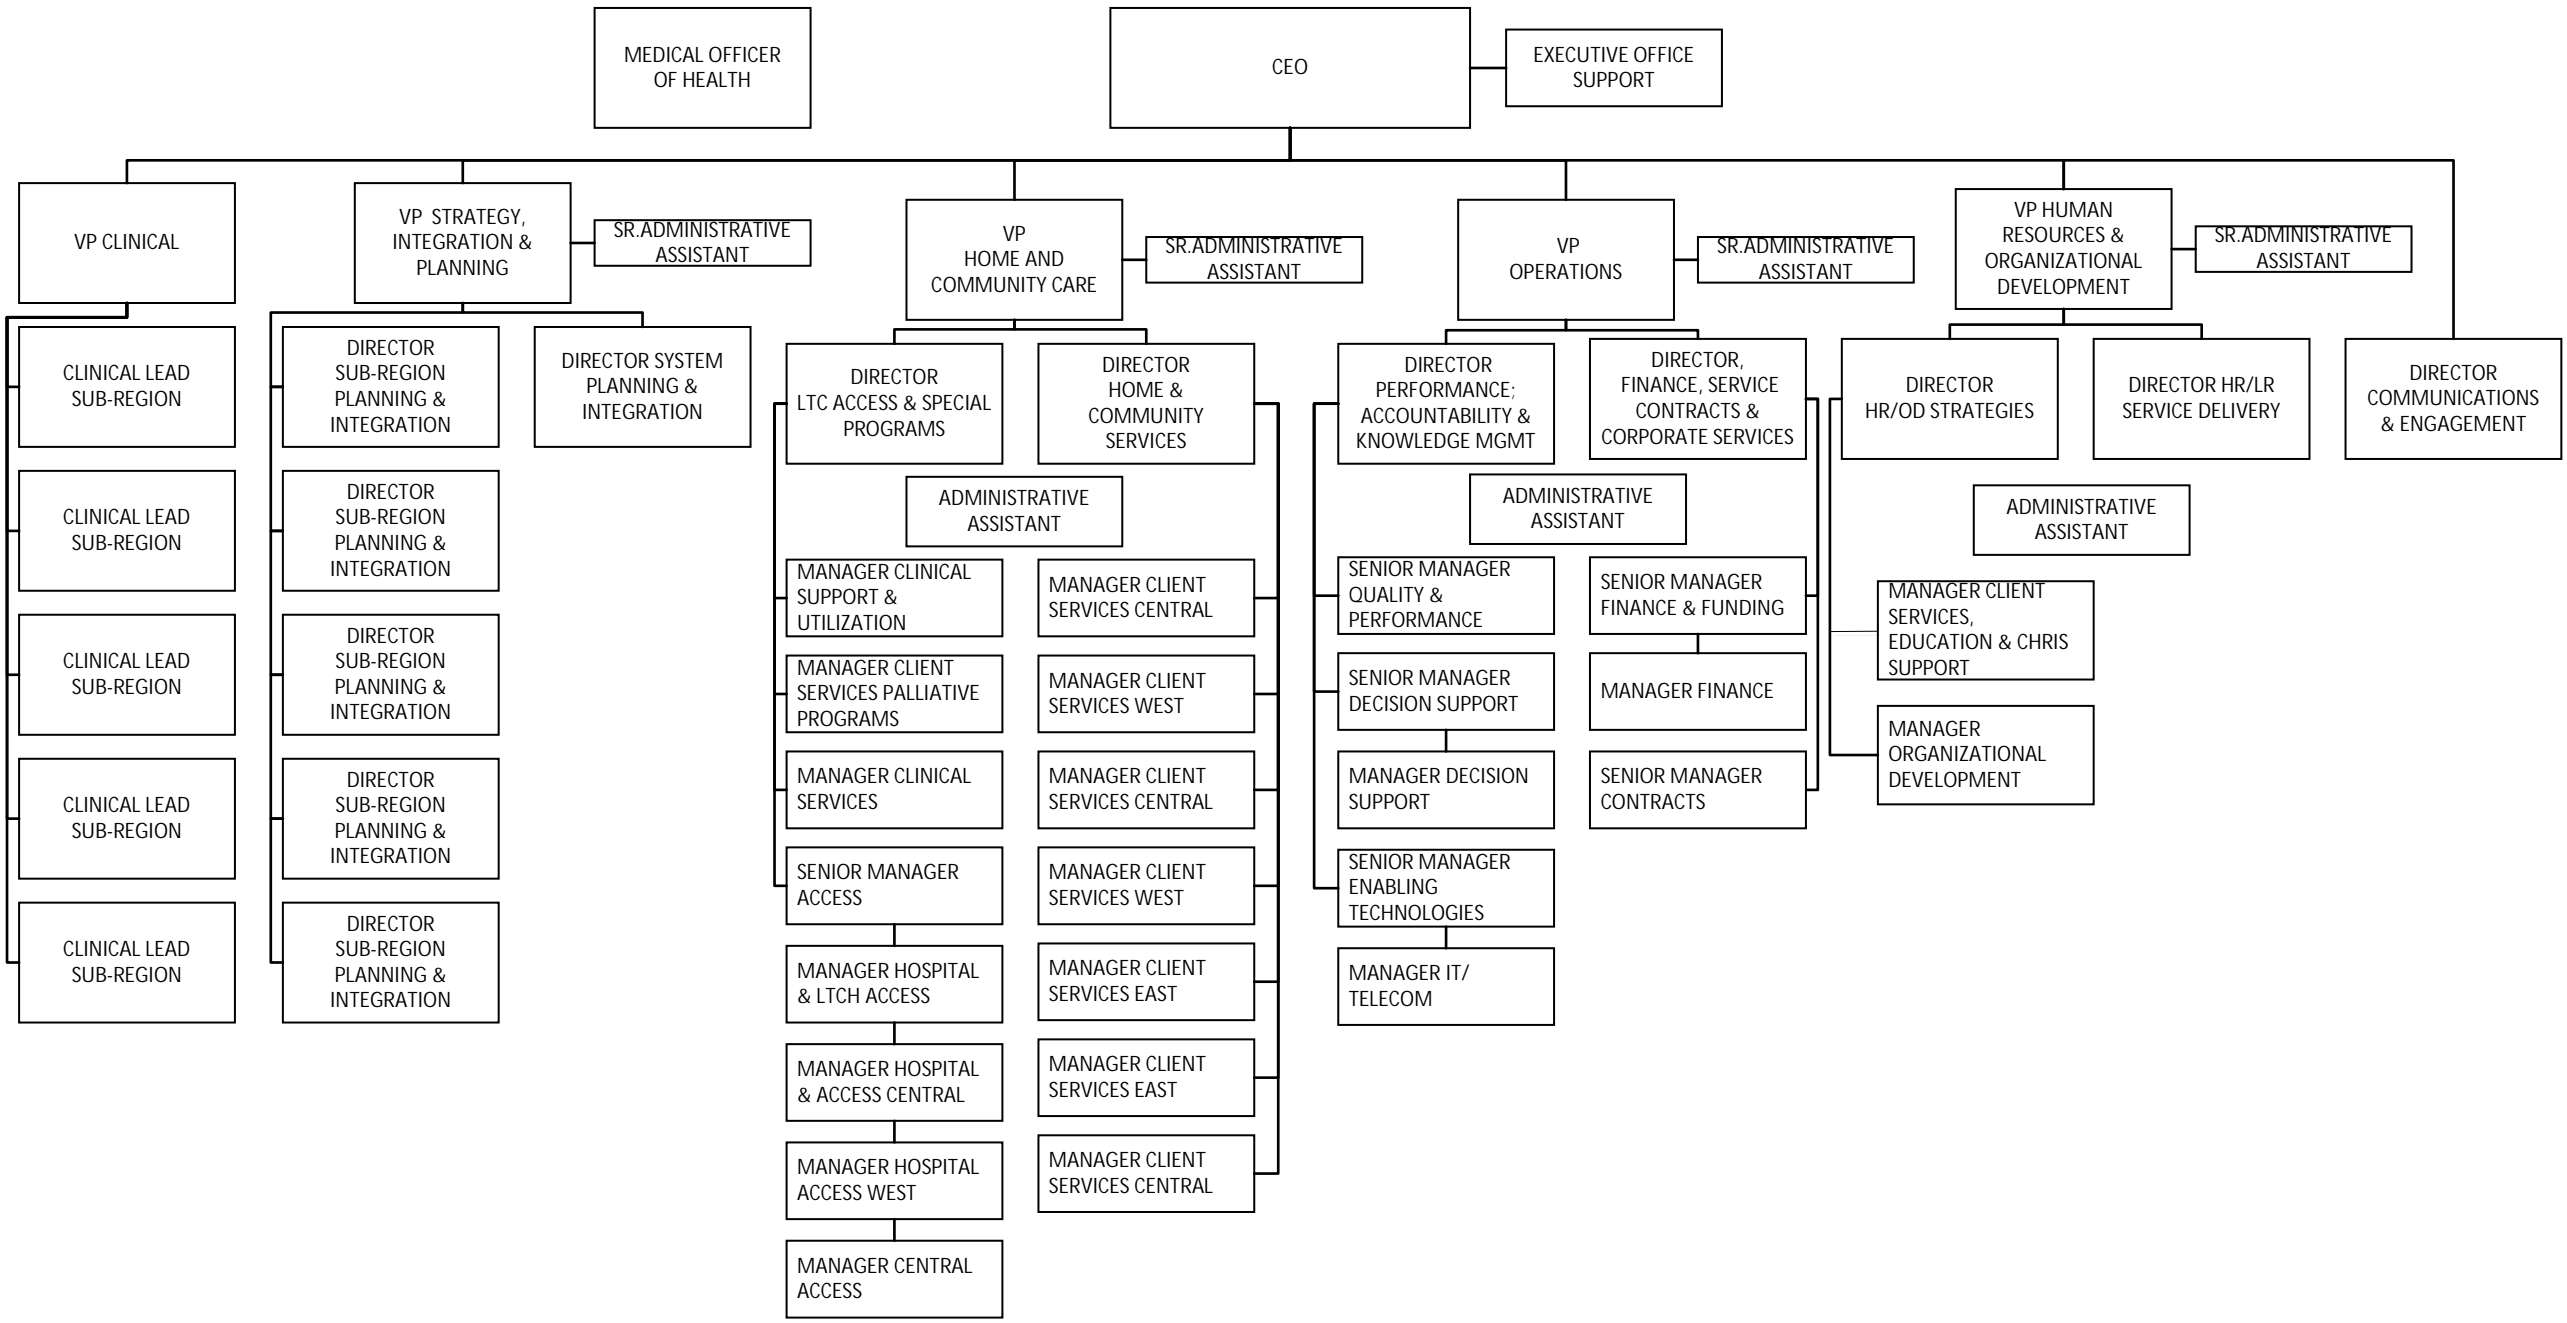 MEDICAL OFFICER
OF HEALTH
CEO
EXECUTIVE OFFICE
SUPPORT
VP CLINICAL
VP STRATEGY,
INTEGRATION &
PLANNING
SR.ADMINISTRATIVE
ASSISTANT
VP
HOME AND
COMMUNITY CARE
SR.ADMINISTRATIVE
ASSISTANT
VP
OPERATIONS
SR.ADMINISTRATIVE
ASSISTANT
VP HUMAN
RESOURCES &
ORGANIZATIONAL
DEVELOPMENT
SR.ADMINISTRATIVE
ASSISTANT
CLINICAL LEAD
SUB-REGION
CLINICAL LEAD
SUB-REGION
CLINICAL LEAD
SUB-REGION
CLINICAL LEAD
SUB-REGION
CLINICAL LEAD
SUB-REGION
DIRECTOR
SUB-REGION
PLANNING &
INTEGRATION
DIRECTOR
SUB-REGION
PLANNING &
INTEGRATION
DIRECTOR
SUB-REGION
PLANNING &
INTEGRATION
DIRECTOR
SUB-REGION
PLANNING &
INTEGRATION
DIRECTOR
SUB-REGION
PLANNING &
INTEGRATION
DIRECTOR SYSTEM
PLANNING &
INTEGRATION
DIRECTOR
LTC ACCESS & SPECIAL
PROGRAMS
DIRECTOR
HOME &
COMMUNITY
SERVICES
ADMINISTRATIVE
ASSISTANT
MANAGER CLINICAL
SUPPORT &
UTILIZATION
MANAGER CLIENT
SERVICES PALLIATIVE
PROGRAMS
MANAGER CLINICAL
SERVICES
SENIOR MANAGER
ACCESS
MANAGER HOSPITAL
& LTCH ACCESS
MANAGER HOSPITAL
& ACCESS CENTRAL
MANAGER HOSPITAL
ACCESS WEST
MANAGER CENTRAL
ACCESS
MANAGER CLIENT
SERVICES CENTRAL
MANAGER CLIENT
SERVICES WEST
MANAGER CLIENT
SERVICES CENTRAL
MANAGER CLIENT
SERVICES WEST
MANAGER CLIENT
SERVICES EAST
MANAGER CLIENT
SERVICES EAST
MANAGER CLIENT
SERVICES CENTRAL
DIRECTOR
PERFORMANCE;
ACCOUNTABILITY &
KNOWLEDGE MGMT
DIRECTOR,
FINANCE, SERVICE
CONTRACTS &
CORPORATE SERVICES
ADMINISTRATIVE
ASSISTANT
SENIOR MANAGER
QUALITY &
PERFORMANCE
SENIOR MANAGER
DECISION SUPPORT
MANAGER DECISION
SUPPORT
SENIOR MANAGER
ENABLING
TECHNOLOGIES
MANAGER IT/
TELECOM
SENIOR MANAGER
FINANCE & FUNDING
MANAGER FINANCE
SENIOR MANAGER
CONTRACTS
DIRECTOR
HR/OD STRATEGIES
DIRECTOR HR/LR
SERVICE DELIVERY
ADMINISTRATIVE
ASSISTANT
MANAGER CLIENT
SERVICES,
EDUCATION & CHRIS
SUPPORT
MANAGER
ORGANIZATIONAL
DEVELOPMENT
DIRECTOR
COMMUNICATIONS
& ENGAGEMENT